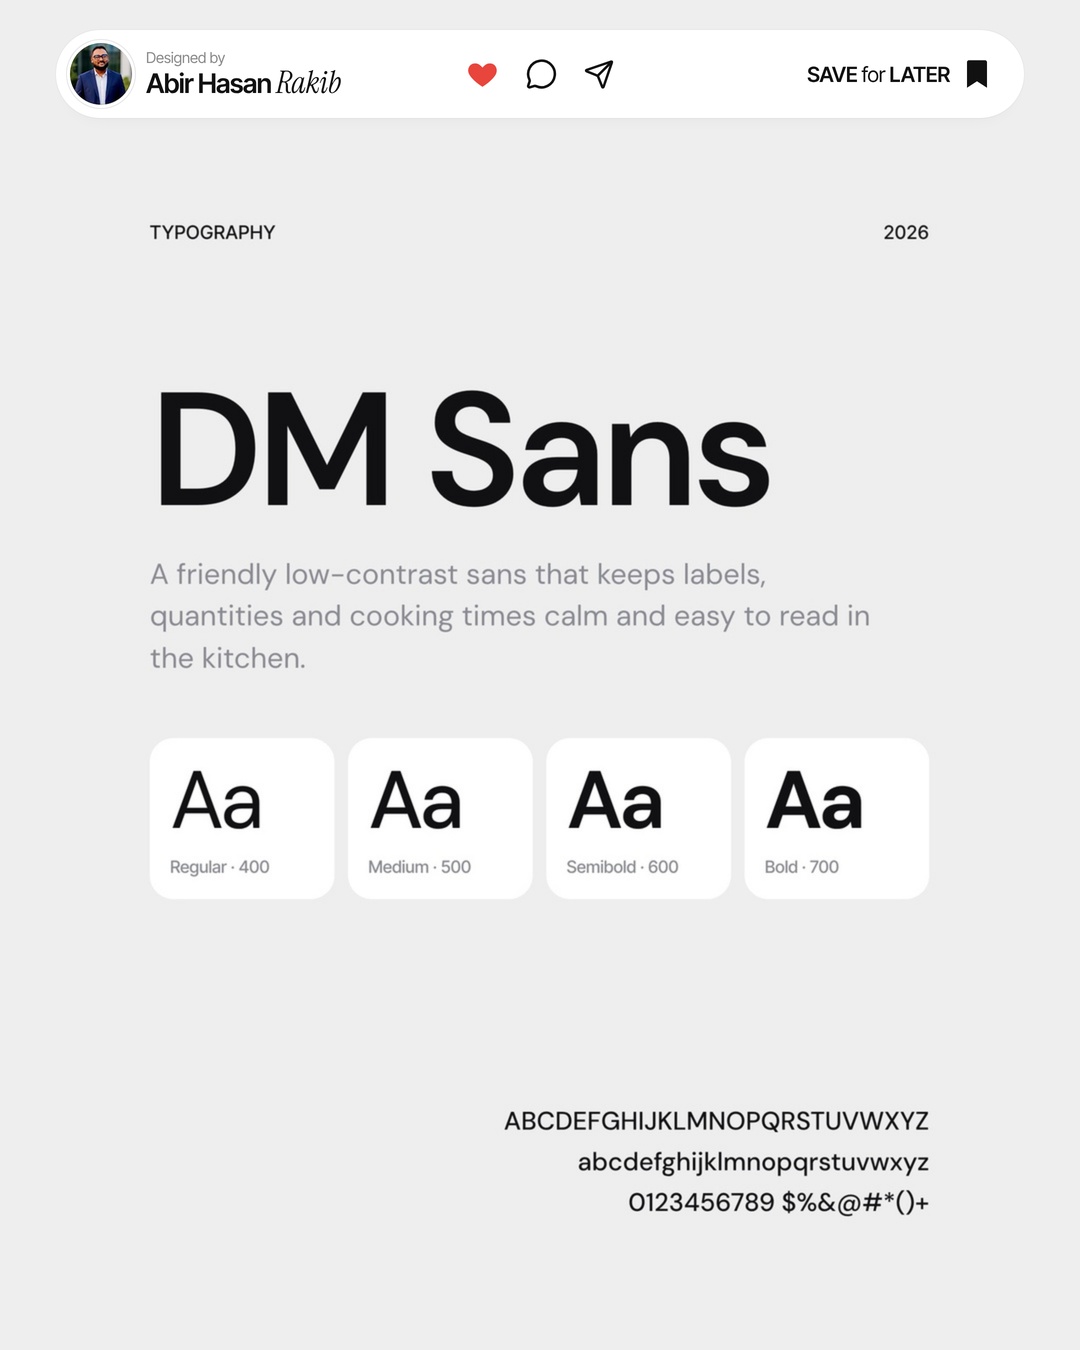 Designed by
Abir Hasan Rakib
SAVE for LATER
TYPOGRAPHY
2026
DM Sans
A friendly low-contrast sans that keeps labels,
quantities and cooking times calm and easy to read in
the kitchen.
Aa
Regular · 400
Aa
Medium · 500
Aa
Semibold · 600
Aa
Bold · 700
ABCDEFGHIJKLMNOPQRSTUVWXYZ
abcdefghijklmnopqrstuvwxyz
0123456789 $%&@#*()+